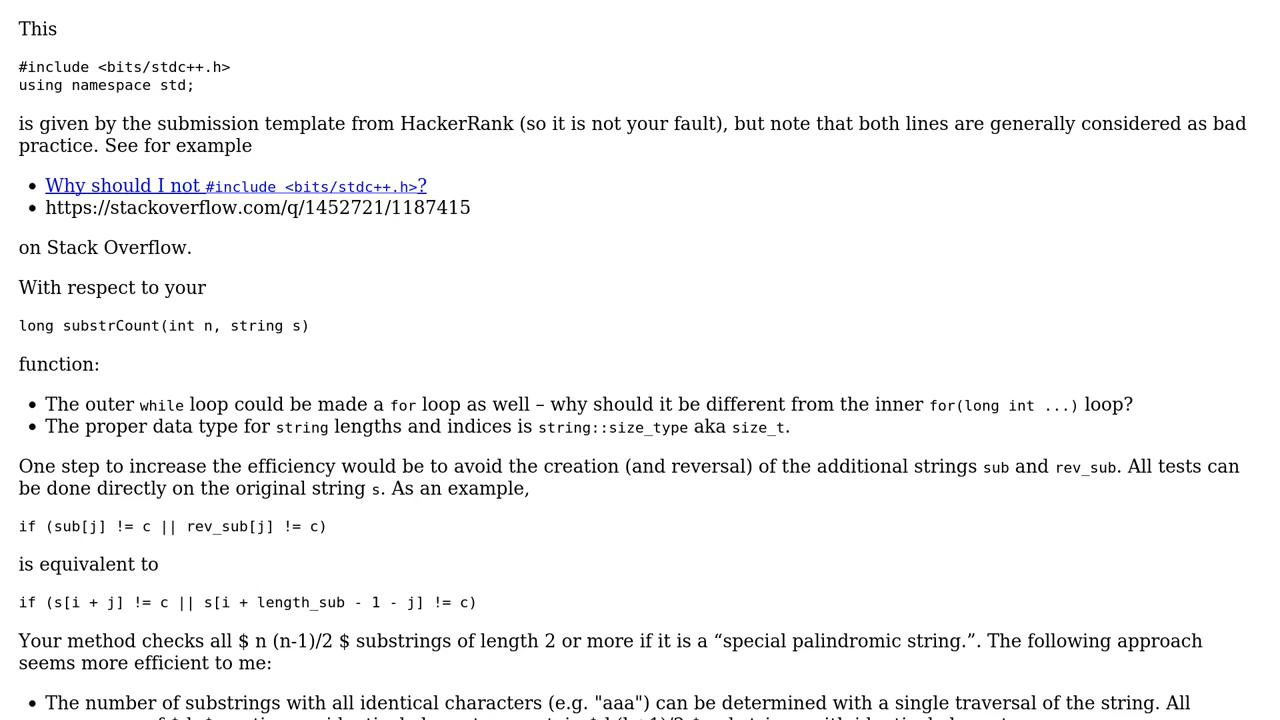 This
#include <bits/stdc++.h>
using namespace std;
is given by the submission template from HackerRank (so it is not your fault), but note that both lines are generally considered as bad
practice. See for example
• Why should I not #include <bits/stdc++.h>?
• https://stackoverflow.com/q/1452721/1187415
on Stack Overflow.
With respect to your
long substrCount(int n, string s)
function:
• The outer while loop could be made a for loop as well – why should it be different from the inner for(long int ...) loop?
• The proper data type for string lengths and indices is string::size_type aka size_t.
One step to increase the efficiency would be to avoid the creation (and reversal) of the additional strings sub and rev_sub. All tests can
be done directly on the original string s. As an example,
if (sub[j] != c || rev_sub[j] != c)
is equivalent to
if (s[i + j] != c || s[i + length_sub - 1 - j] != c)
Your method checks all $ n (n-1)/2 $ substrings of length 2 or more if it is a “special palindromic string.”. The following approach
seems more efficient to me:
• The number of substrings with all identical characters (e.g. "aaa") can be determined with a single traversal of the string. All